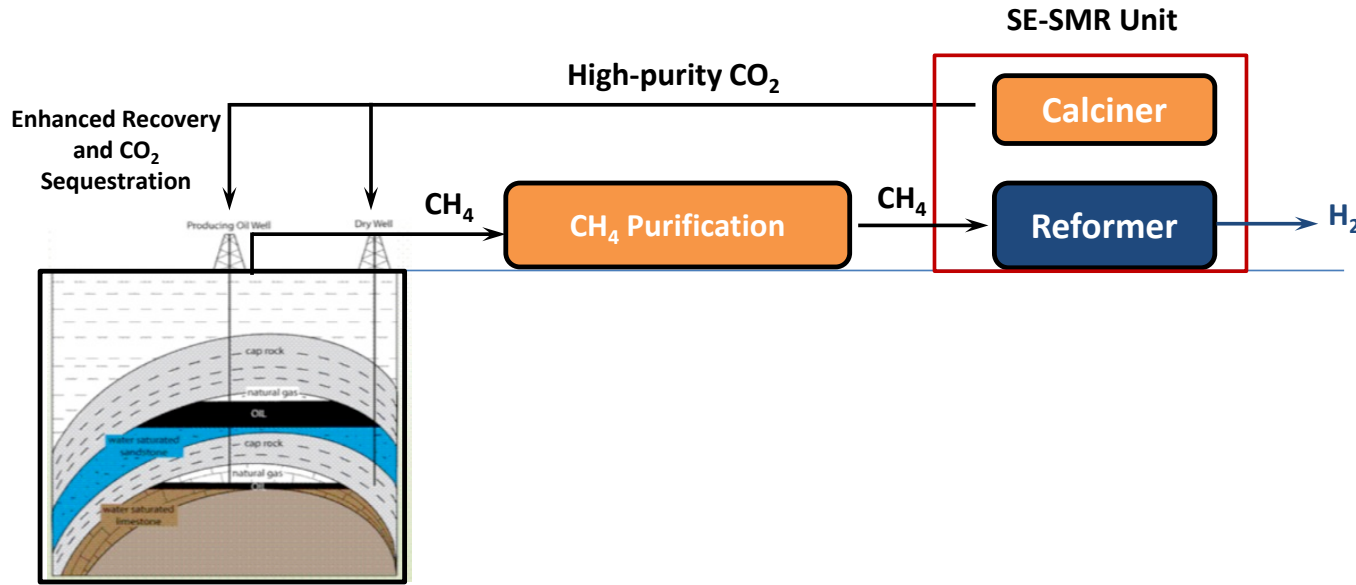 SE-SMR Unit
High-purity CO₂
Calciner
Enhanced Recovery
and CO₂
Sequestration
CH₄
CH₄ Purification
CH₄
Reformer
H₂
Producing Oil Well
Dry Well
cap rock
natural gas
OIL
water saturated
sandstone
cap rock
natural gas
OIL
water saturated
limestone